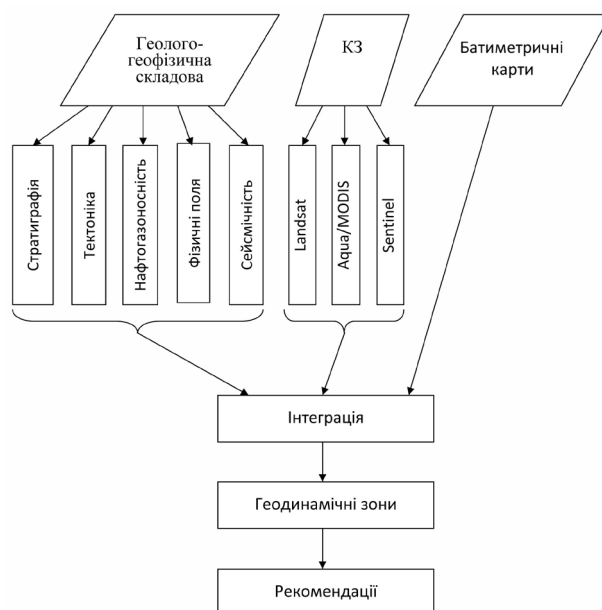 Геолого-
геофізична
складова
КЗ
Батиметричні
карти
Стратиграфія
Тектоніка
Нафтогазоносність
Фізичні поля
Сейсмічність
Landsat
Aqua/MODIS
Sentinel
Інтеграція
Геодинамічні зони
Рекомендації